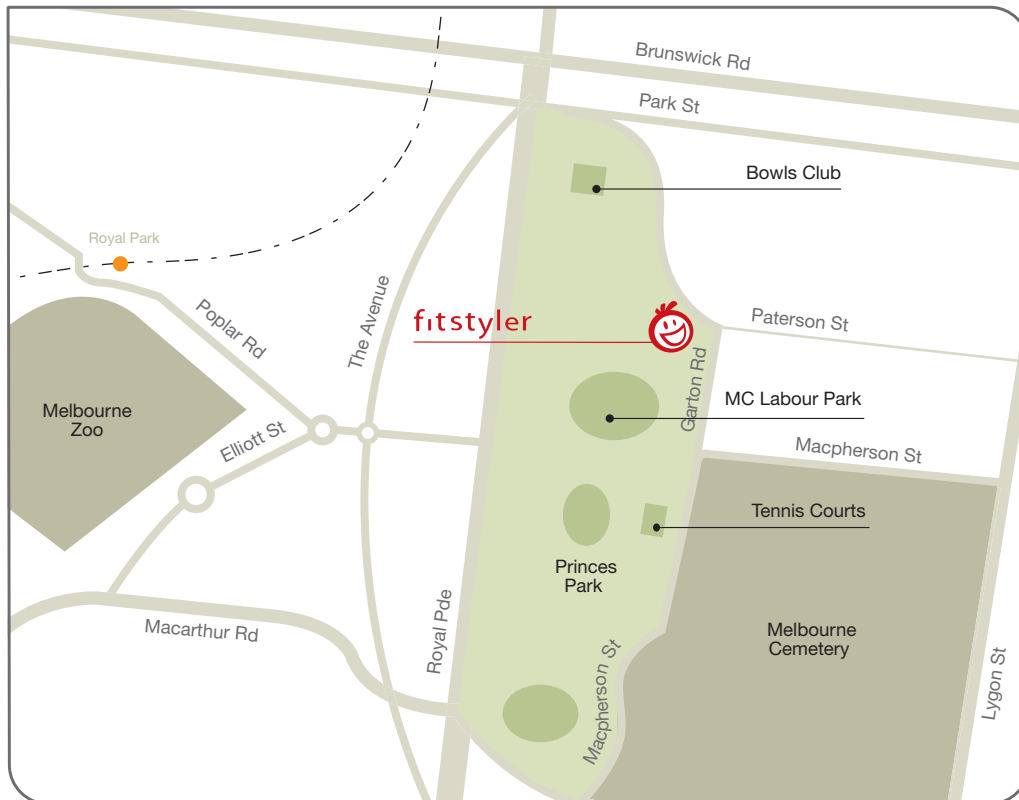 Brunswick Rd
Park St
Bowls Club
Royal Park
Poplar Rd
The Avenue
fitstyler
Paterson St
Garton Rd
MC Labour Park
Melbourne
Zoo
Elliott St
Macpherson St
Tennis Courts
Princes
Park
Royal Pde
Macarthur Rd
Melbourne
Cemetery
Macpherson St
Lygon St